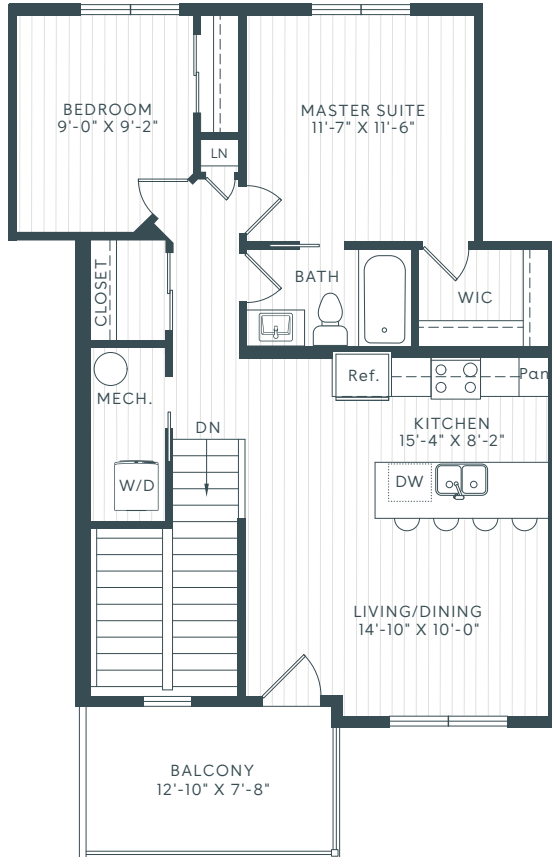 BEDROOM
9'-0" X 9'-2"
MASTER SUITE
11'-7" X 11'-6"
LN
CLOSET
BATH
WIC
MECH.
Ref.
Pan
KITCHEN
15'-4" X 8'-2"
DN
W/D
DW
LIVING/DINING
14'-10" X 10'-0"
BALCONY
12'-10" X 7'-8"